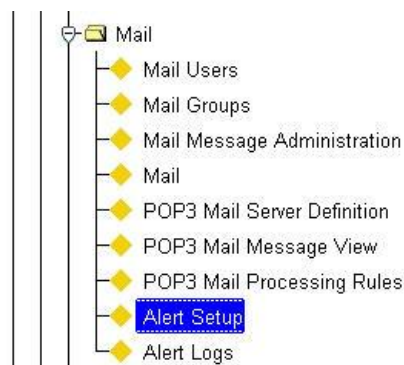 Mail
Mail Users
Mail Groups
Mail Message Administration
Mail
POP3 Mail Server Definition
POP3 Mail Message View
POP3 Mail Processing Rules
Alert Setup
Alert Logs